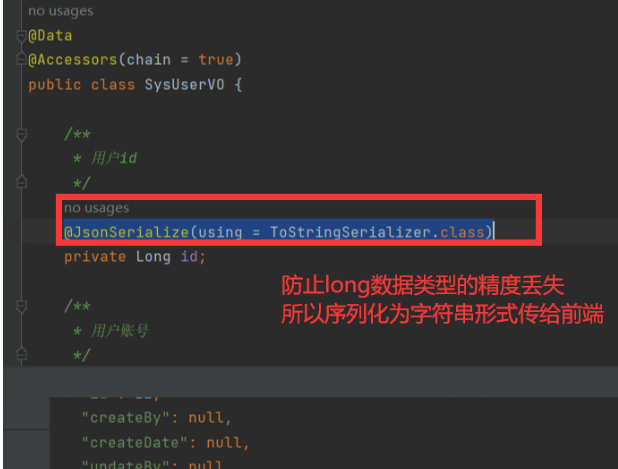 no usages
@Data
@Accessors(chain = true)
public class SysUserVO {
/**
* 用户id
*/
no usages
@JsonSerialize(using = ToStringSerializer.class)
private Long id;
防止long数据类型的精度丢失
所以序列化为字符串形式传给前端
/**
* 用户账号
*/
"createBy": null,
"createDate": null,
"updateBy": null